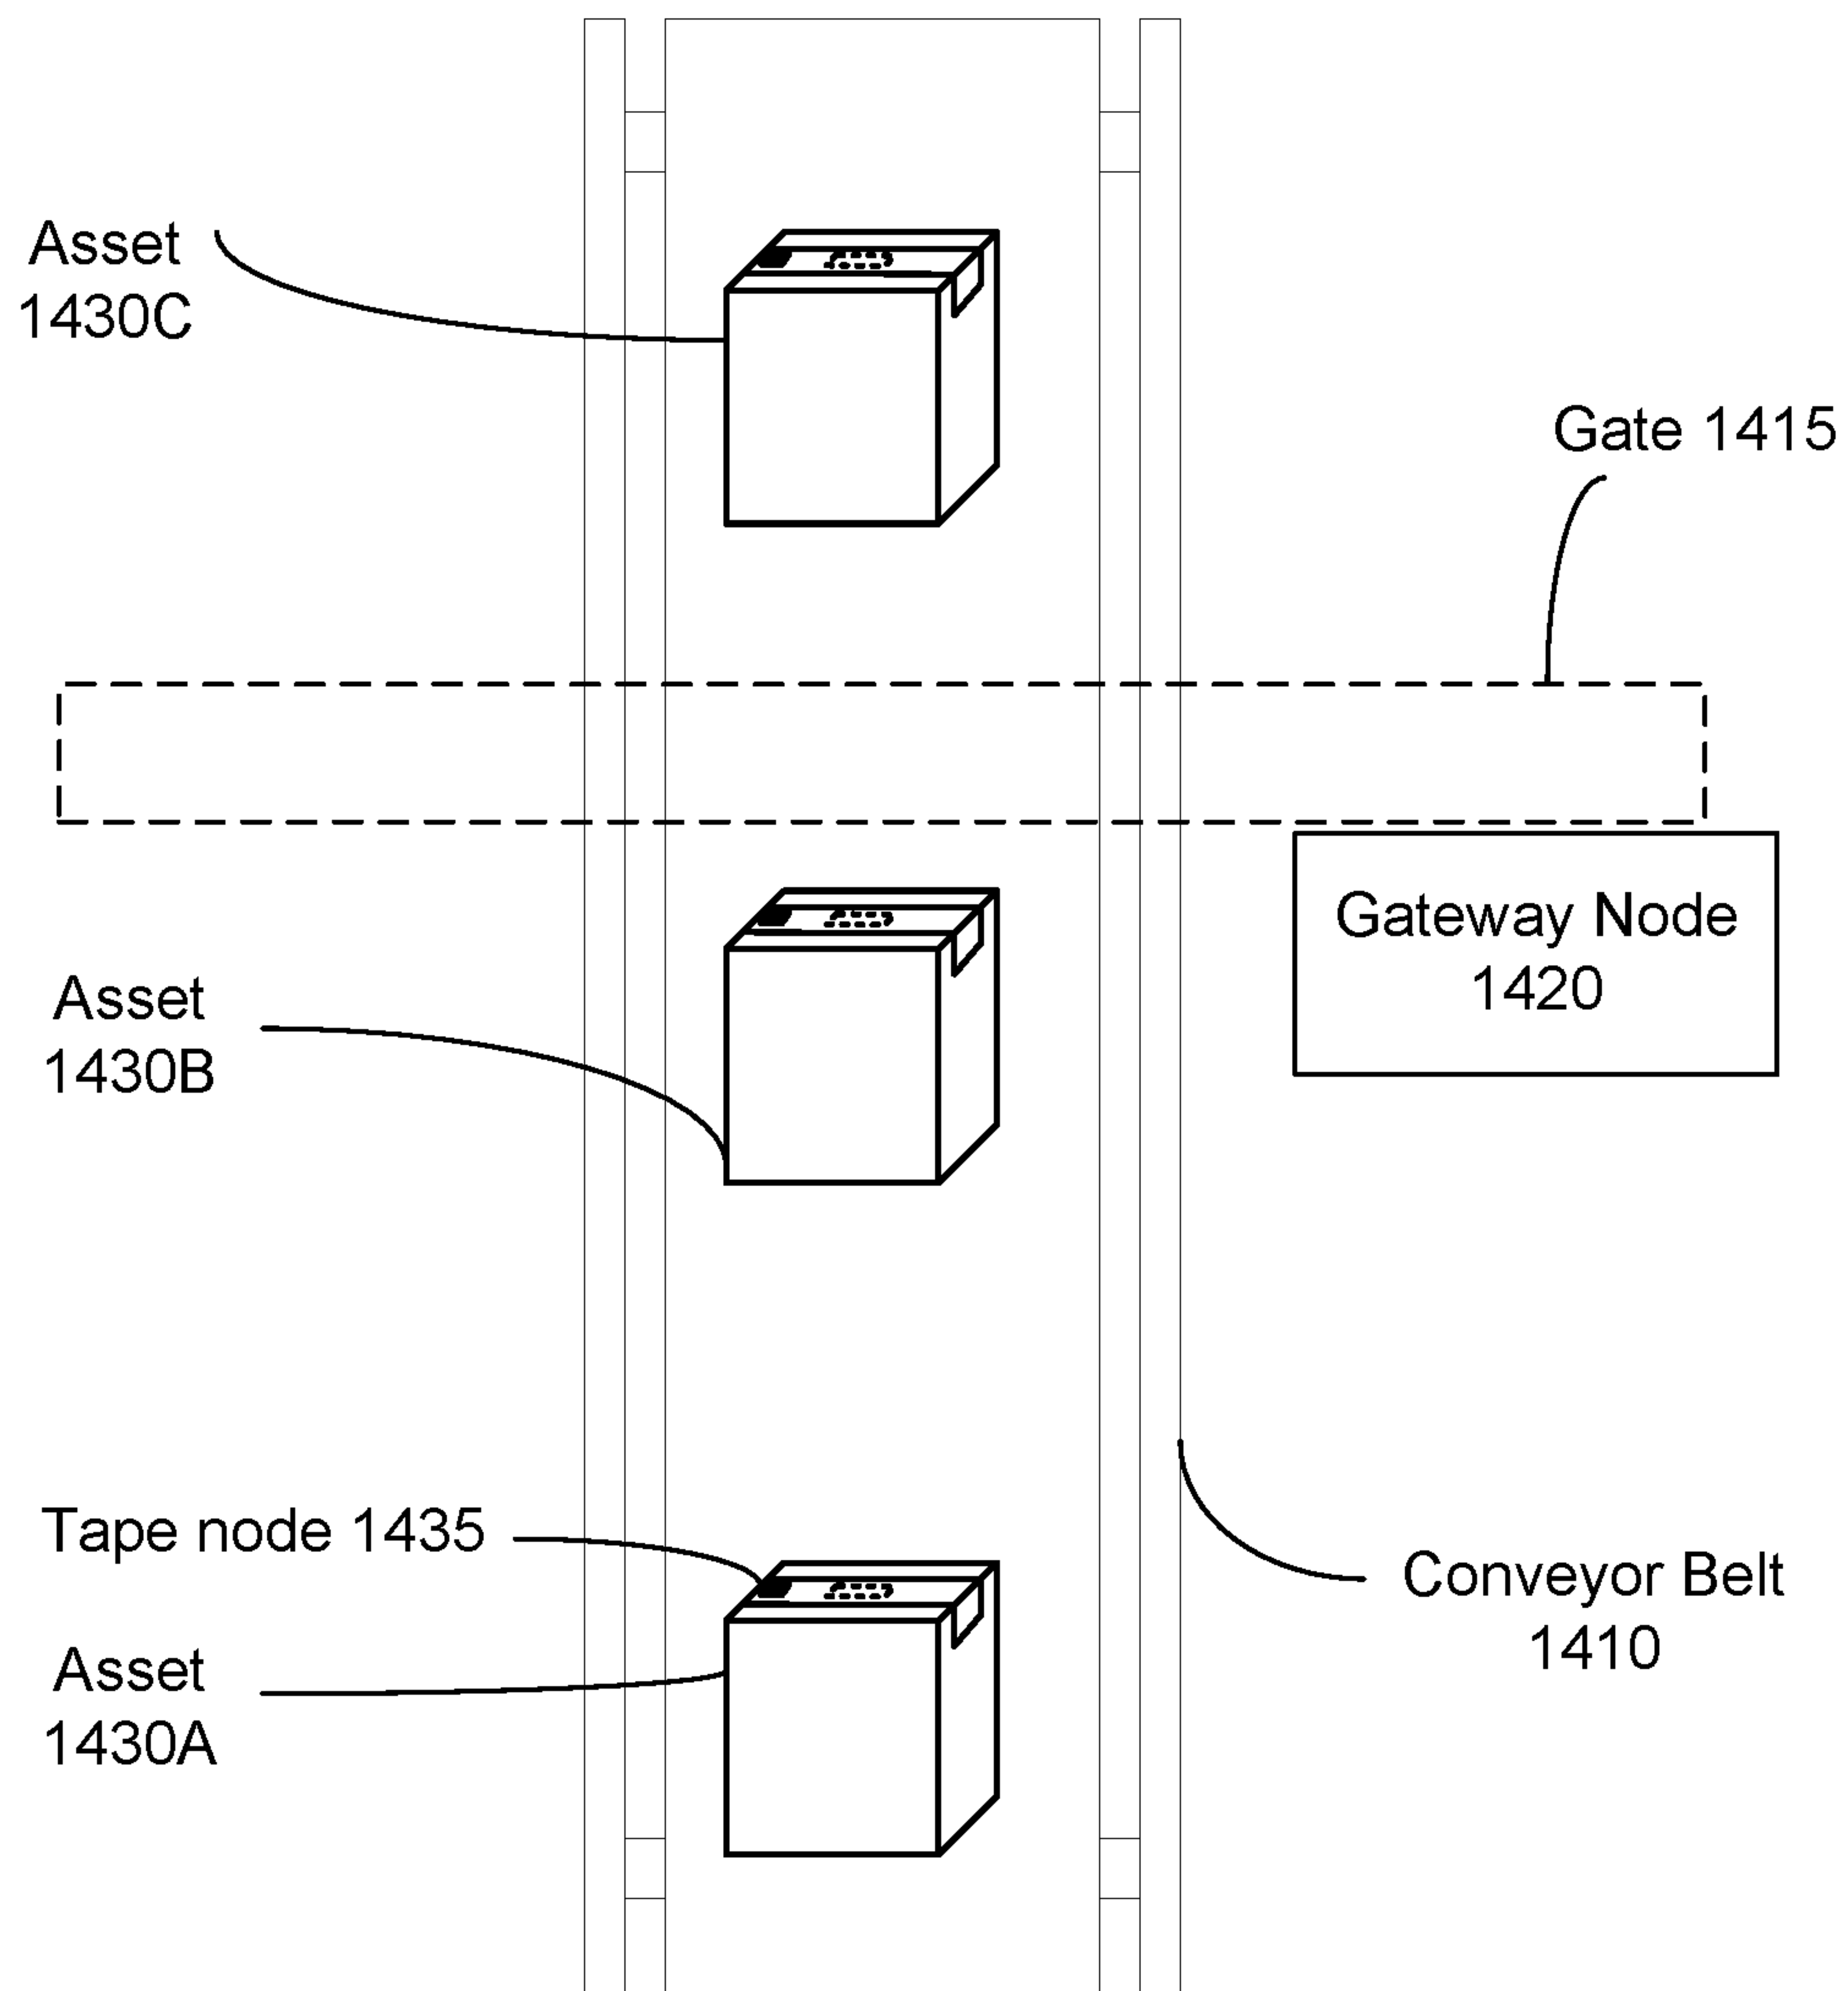 Asset
1430C
Gate 1415
Gateway Node
1420
Asset
1430B
Tape node 1435
Conveyor Belt
1410
Asset
1430A